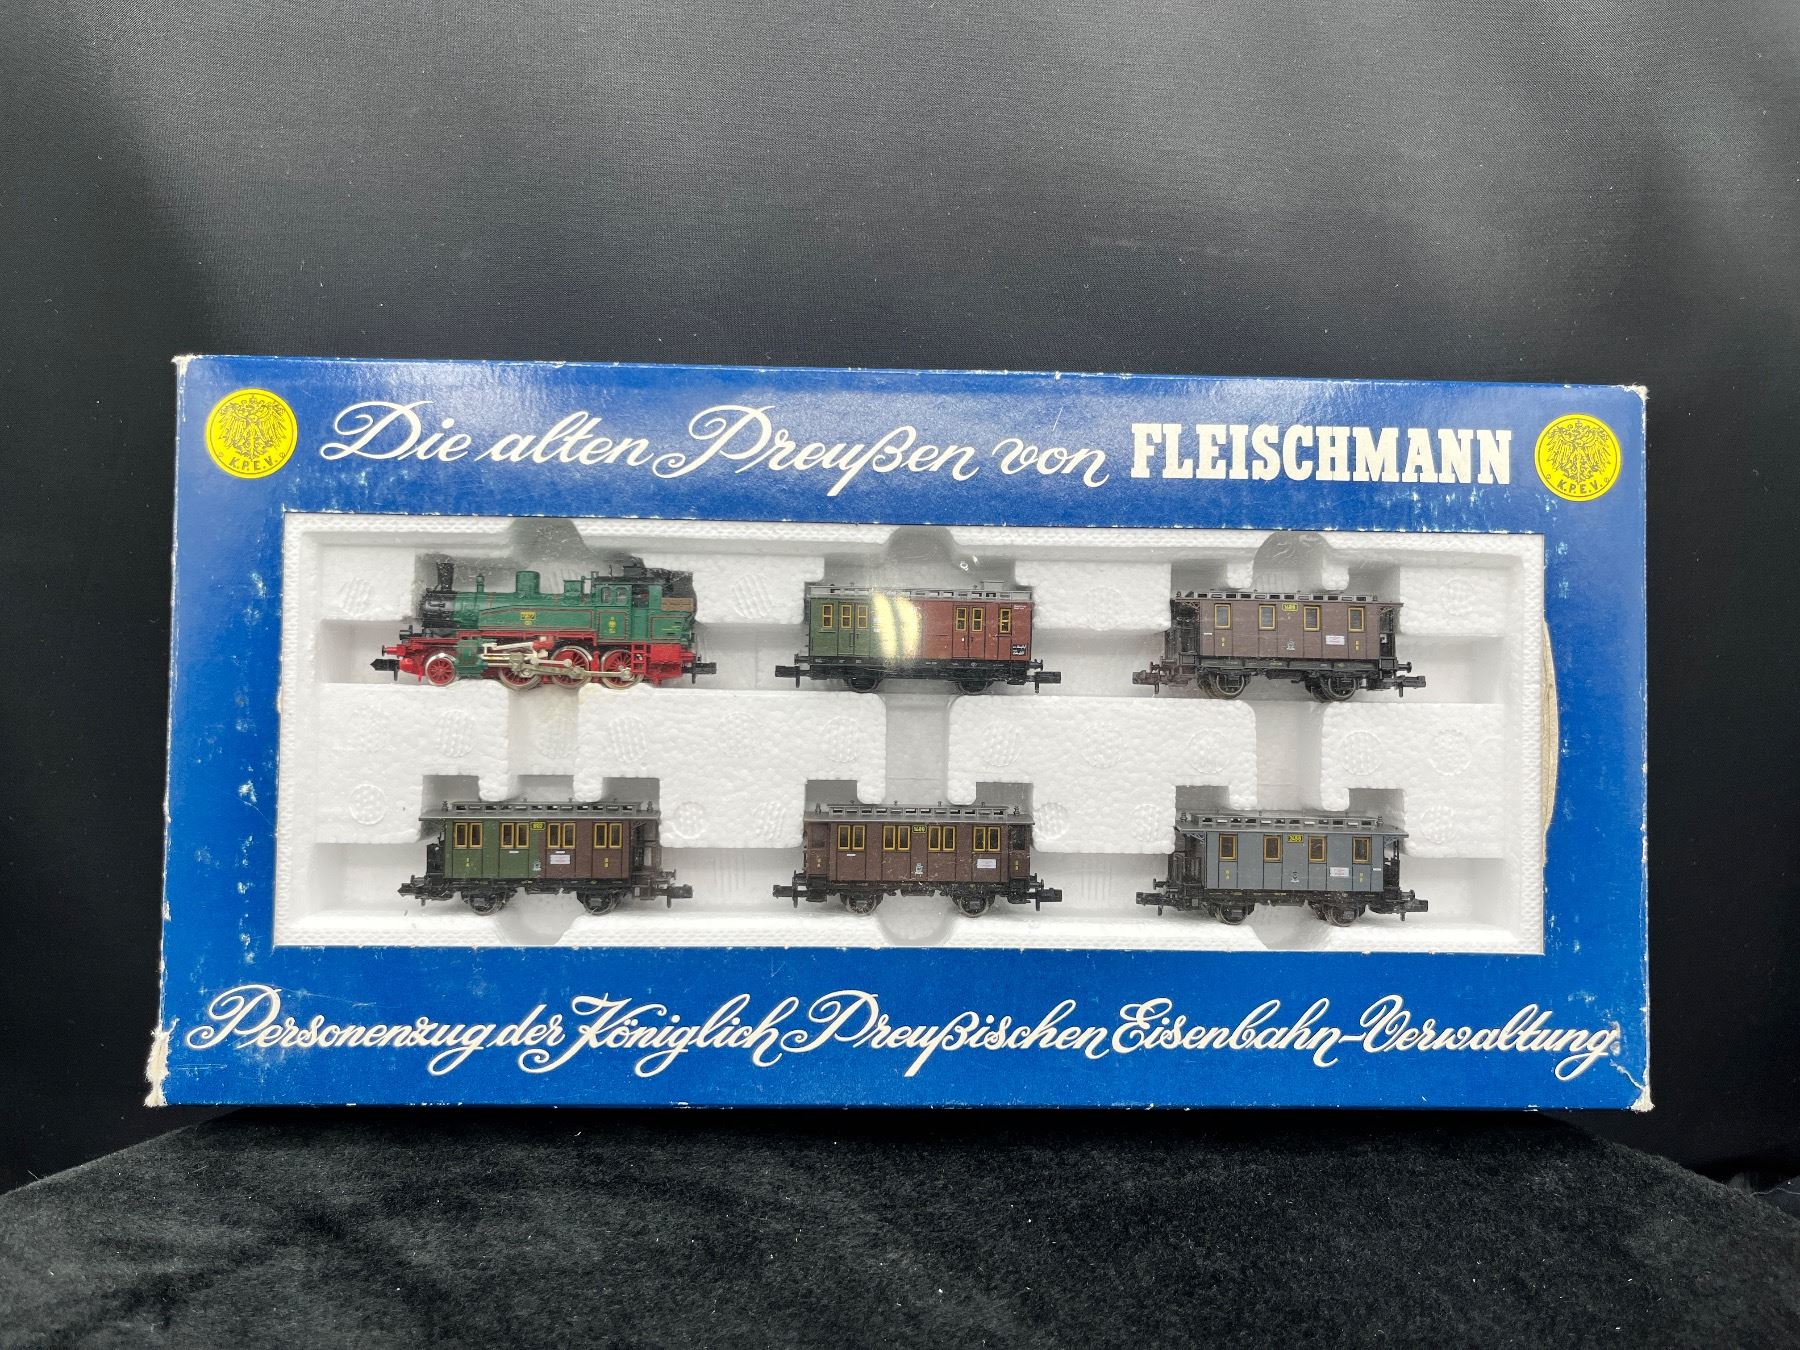 Die alten Preußen von FLEISCHMANN
K.P.E.V.
K.P.E.V.
Personenzug der Königlich Preußischen Eisenbahn-Verwaltung